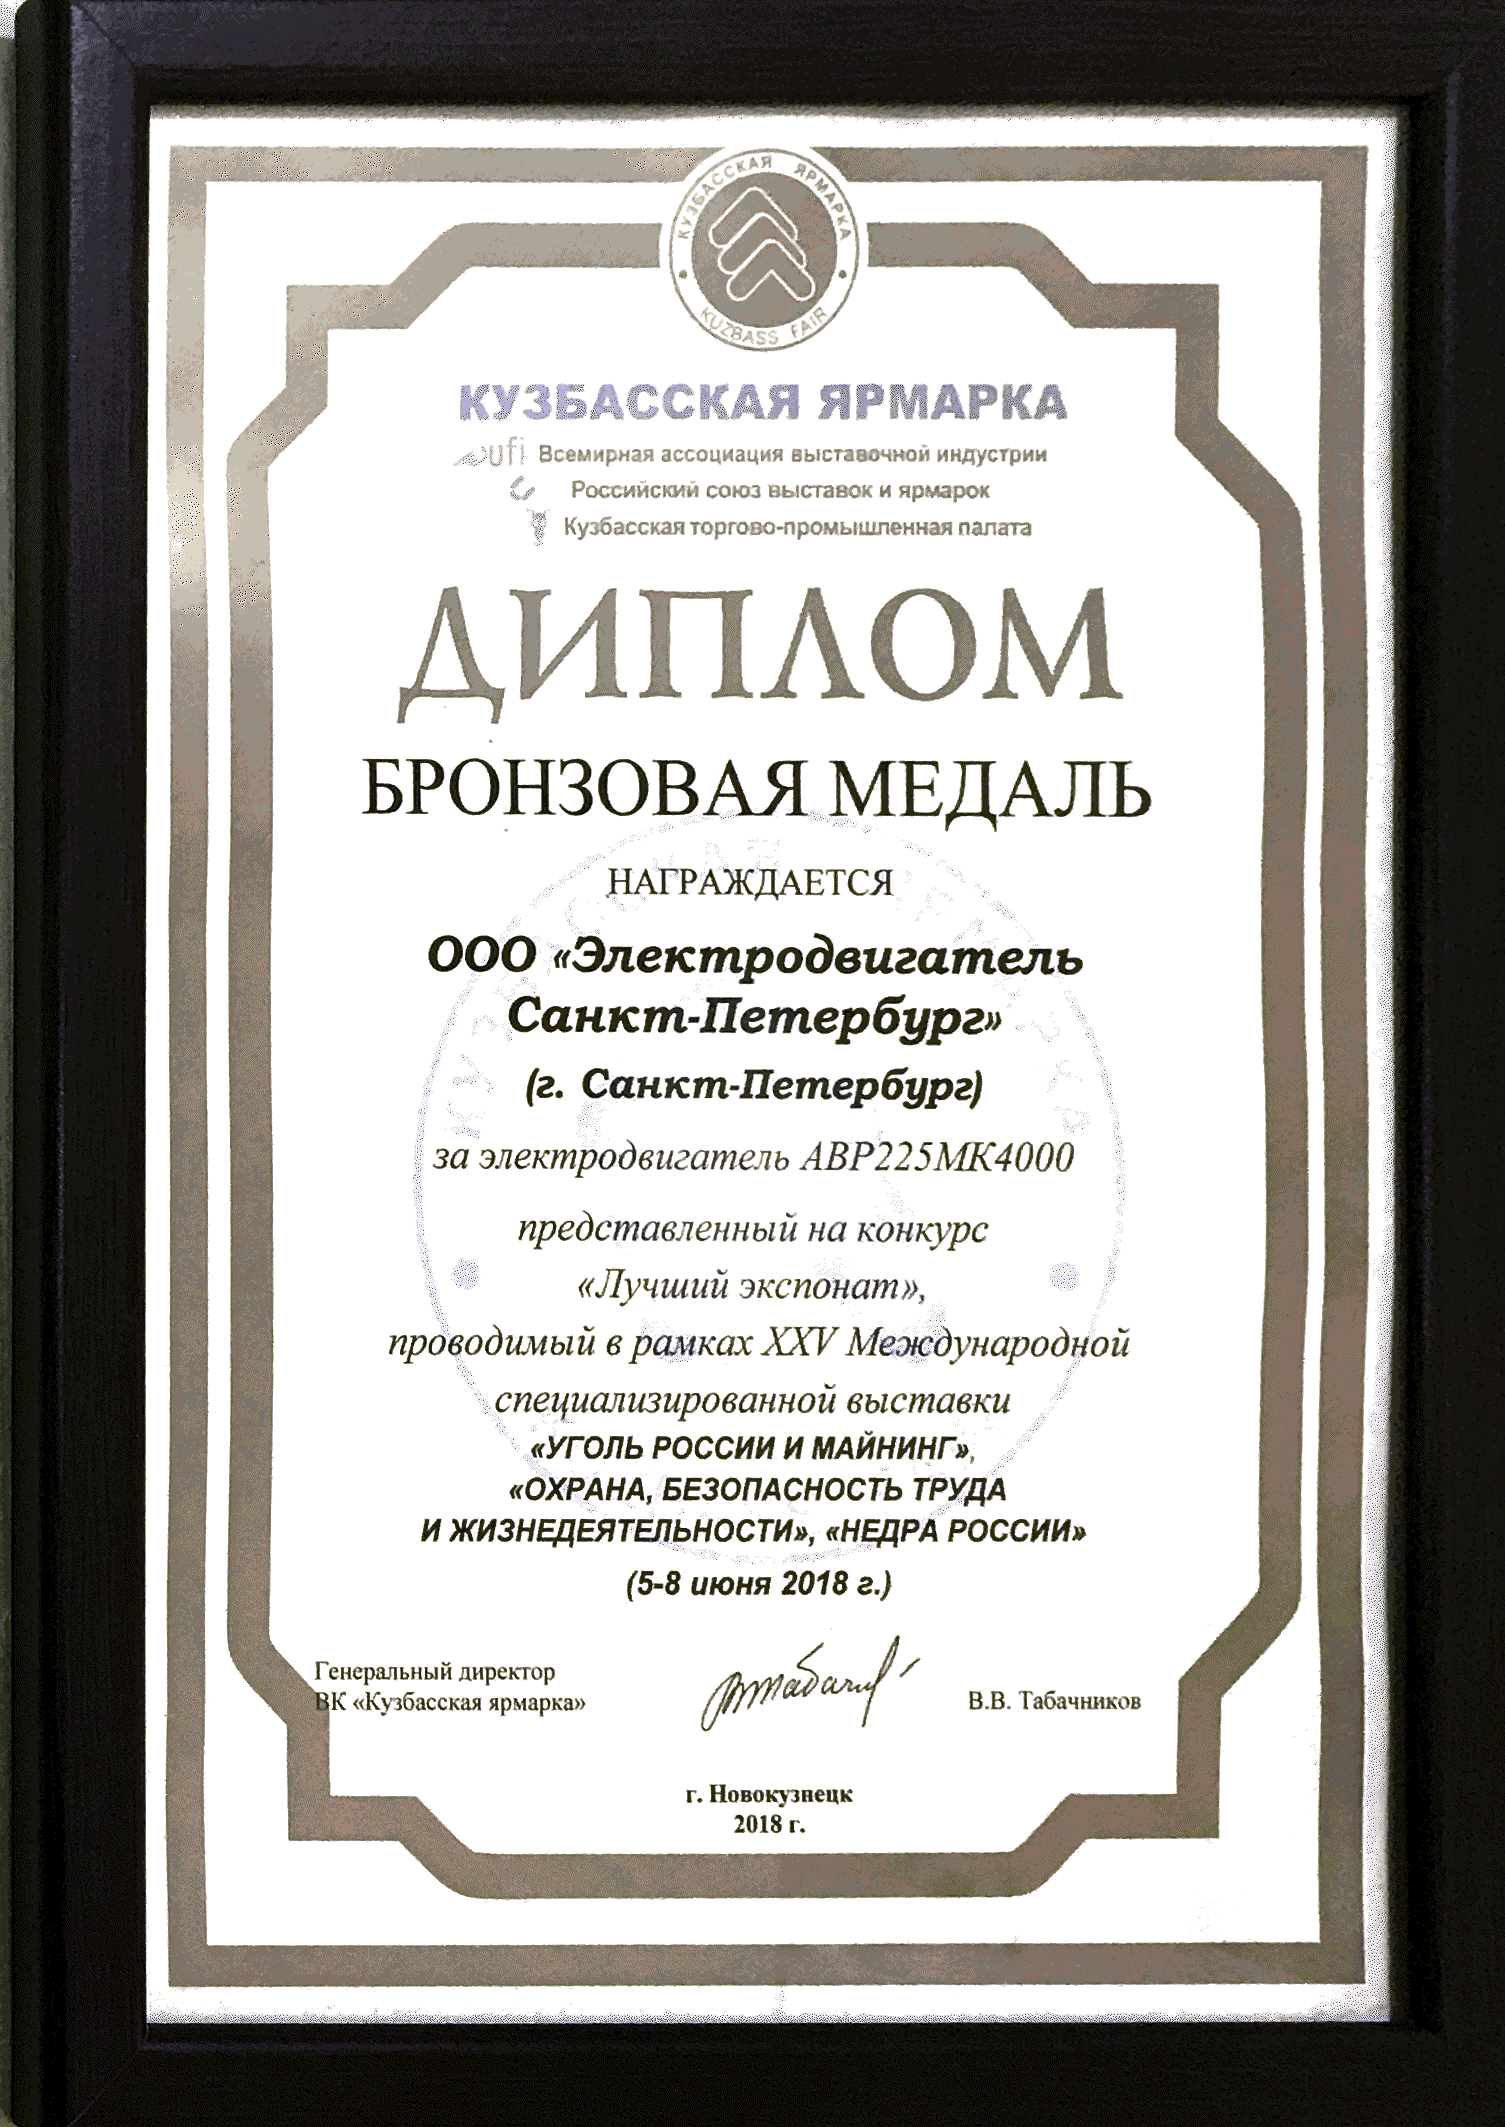 КУЗБАССКАЯ ЯРМАРКА
KUZBASS FAIR
КУЗБАССКАЯ ЯРМАРКА
ufi Всемирная ассоциация выставочной индустрии
Российский союз выставок и ярмарок
Кузбасская торгово-промышленная палата
ДИПЛОМ
БРОНЗОВАЯ МЕДАЛЬ
НАГРАЖДАЕТСЯ
ООО «Электродвигатель
Санкт-Петербург»
(г. Санкт-Петербург)
за электродвигатель АВР225МК4000
представленный на конкурс
«Лучший экспонат»,
проводимый в рамках XXV Международной
специализированной выставки
«УГОЛЬ РОССИИ И МАЙНИНГ»,
«ОХРАНА, БЕЗОПАСНОСТЬ ТРУДА
И ЖИЗНЕДЕЯТЕЛЬНОСТИ», «НЕДРА РОССИИ»
(5-8 июня 2018 г.)
Генеральный директор
ВК «Кузбасская ярмарка»
В.В. Табачников
г. Новокузнецк
2018 г.